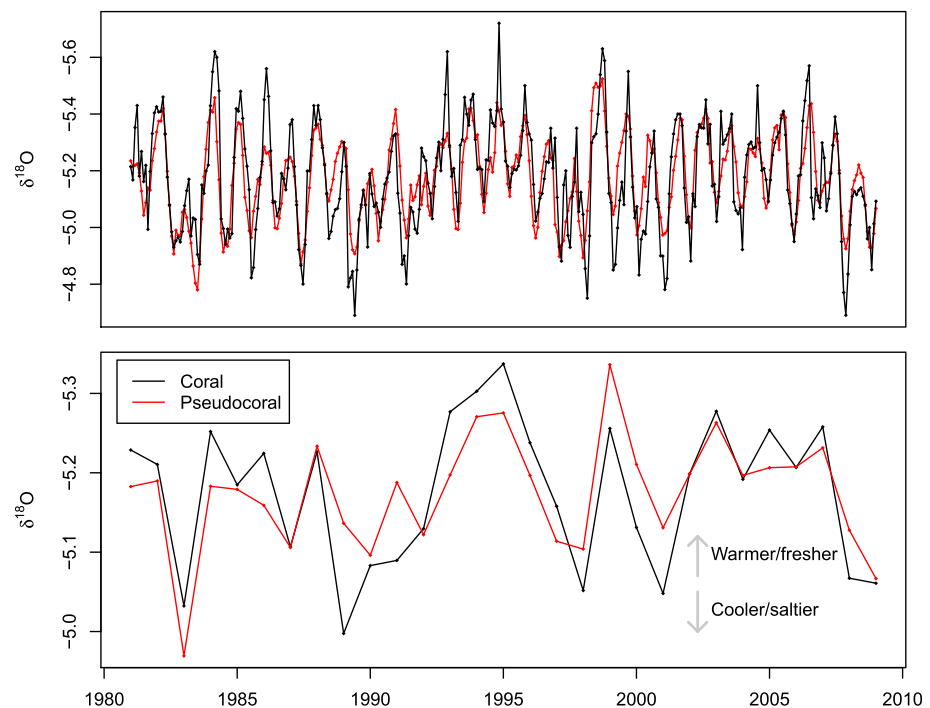 δ18O
−5.6
−5.4
−5.2
−5.0
−4.8
δ18O
−5.3
−5.2
−5.1
−5.0
Coral
Pseudocoral
Warmer/fresher
Cooler/saltier
1980 1985 1990 1995 2000 2005 2010